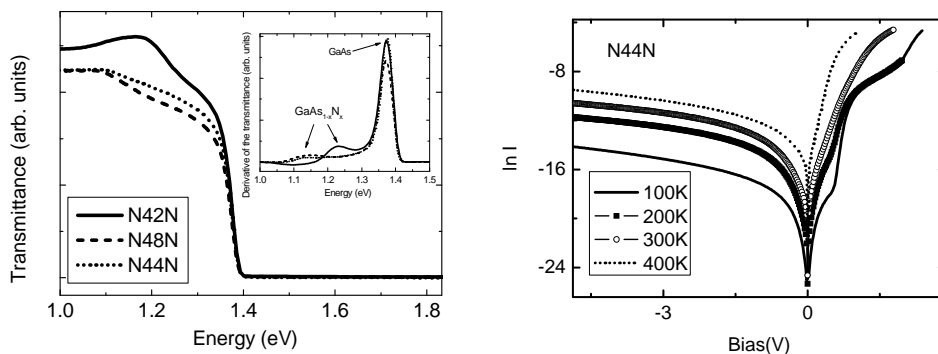 Transmittance (arb. units)
Energy (eV)
1.0 1.2 1.4 1.6 1.8
N42N
N48N
N44N
Derivative of the transmittance (arb. units)
GaAs
GaAs1-xNx
1.0 1.1 1.2 1.3 1.4 1.5
Energy (eV)
N44N
ln I
-8
-16
-24
100K
200K
300K
400K
-3 0 3
Bias(V)